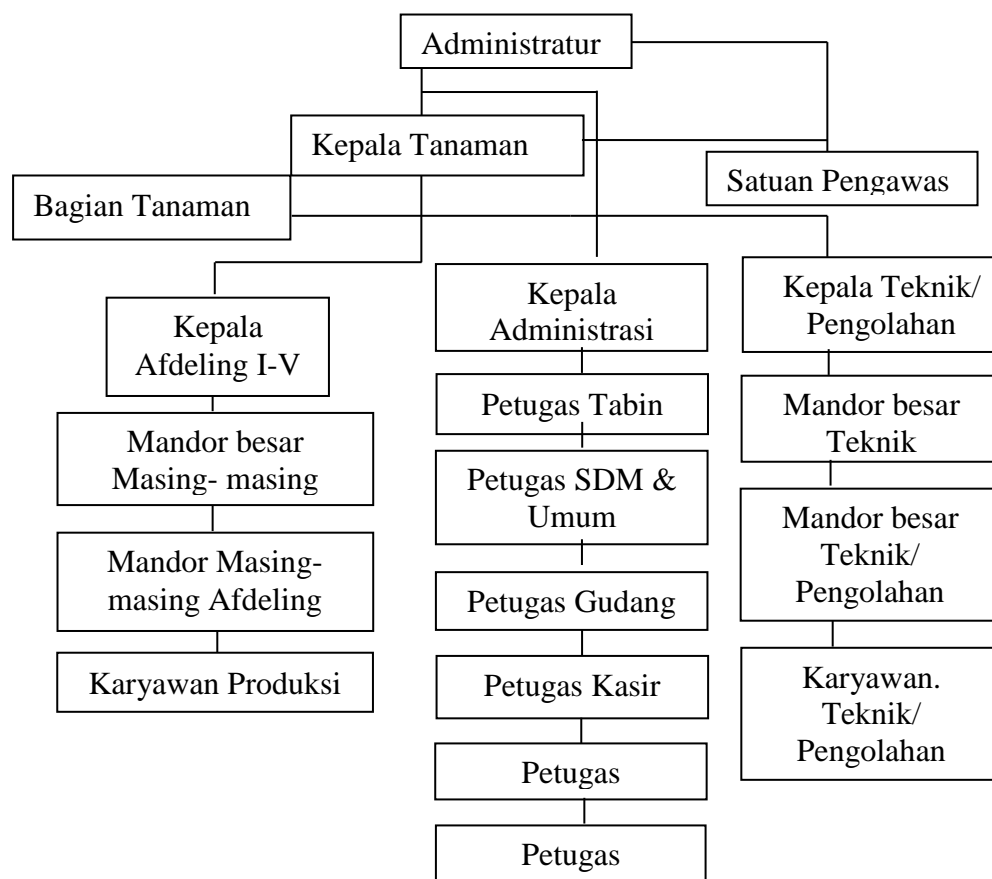 Administratur
Kepala Tanaman
Satuan Pengawas
Bagian Tanaman
Kepala
Afdeling I-V
Mandor besar
Masing- masing
Mandor Masing-
masing Afdeling
Karyawan Produksi
Kepala
Administrasi
Petugas Tabin
Petugas SDM &
Umum
Petugas Gudang
Petugas Kasir
Petugas
Petugas
Kepala Teknik/
Pengolahan
Mandor besar
Teknik
Mandor besar
Teknik/
Pengolahan
Karyawan.
Teknik/
Pengolahan